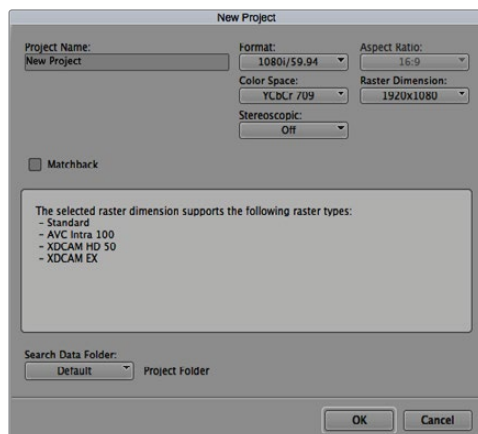 New Project
Project Name:
New Project
Format:
1080i/59.94
Aspect Ratio:
16:9
Color Space:
YCbCr 709
Raster Dimension:
1920x1080
Stereoscopic:
Off
Matchback
The selected raster dimension supports the following raster types:
- Standard
- AVC Intra 100
- XDCAM HD 50
- XDCAM EX
Search Data Folder:
Default
Project Folder
OK
Cancel